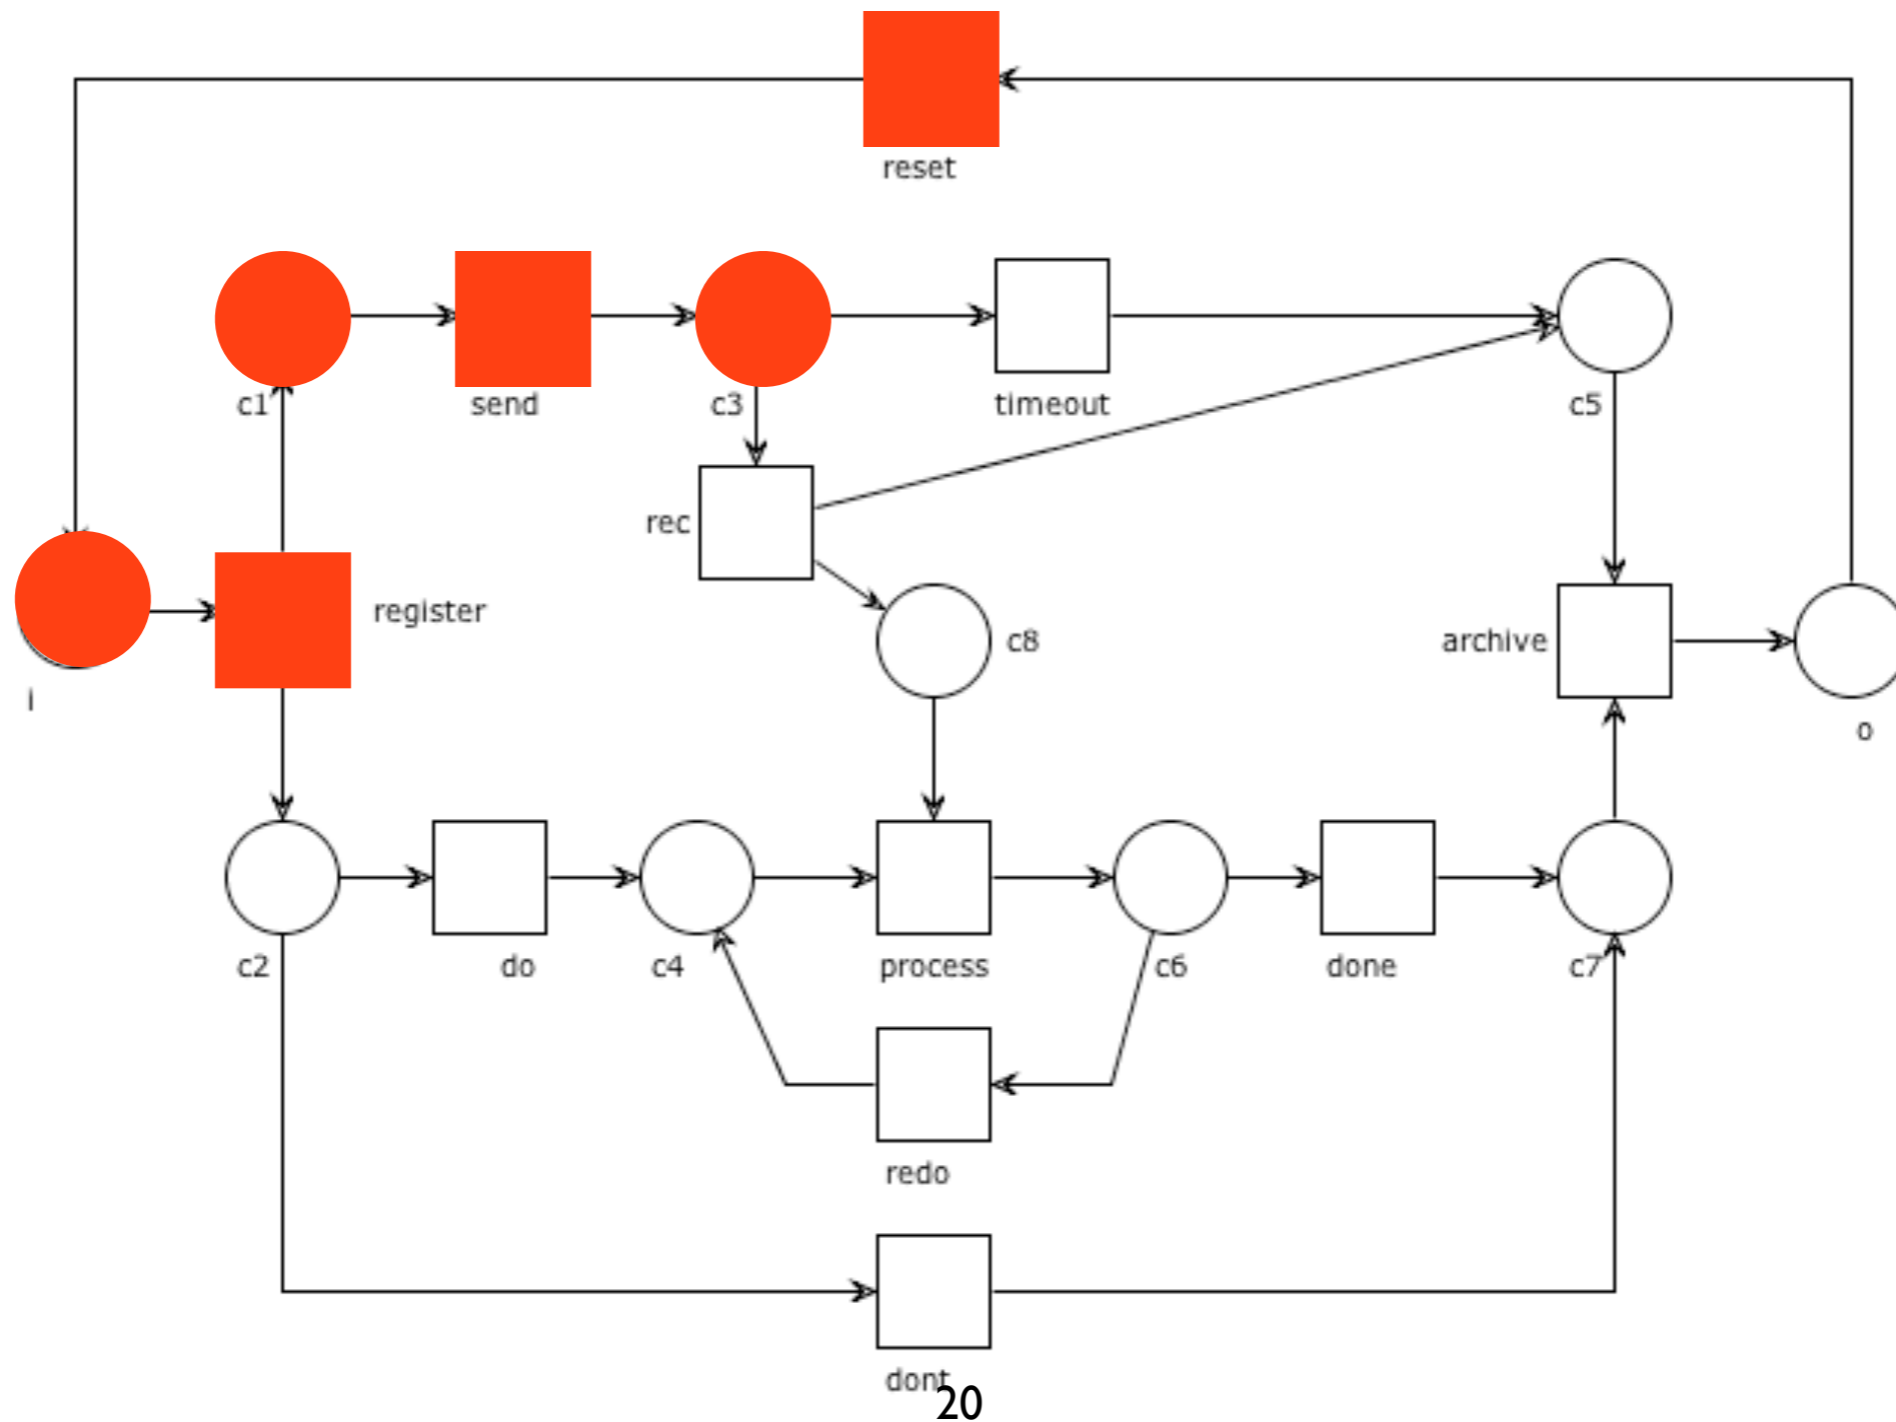 reset
c1
send
c3
timeout
c5
rec
register
c8
archive
i
o
c2
do
c4
process
c6
done
c7
redo
dont
20